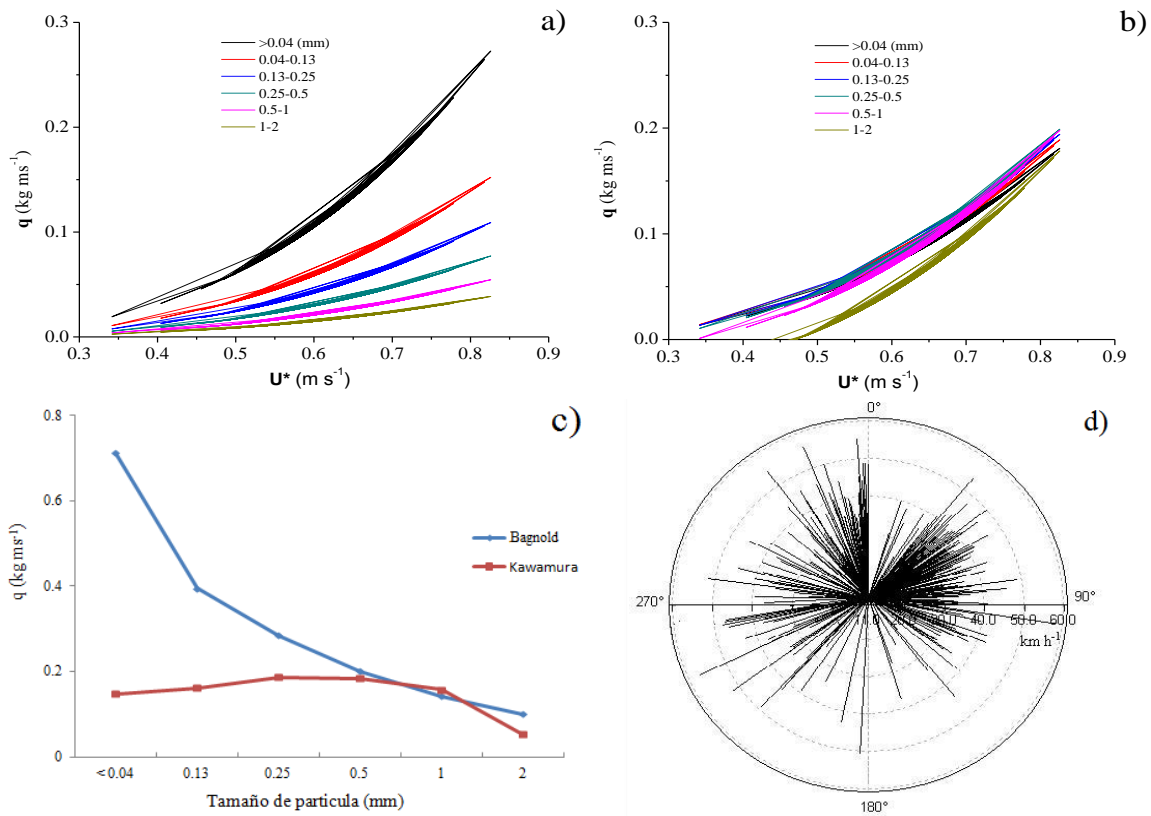 a)
0.3
0.2
0.1
0.0
q (kg ms-1)
>0.04 (mm)
0.04-0.13
0.13-0.25
0.25-0.5
0.5-1
1-2
0.3 0.4 0.5 0.6 0.7 0.8 0.9
U* (m s-1)
b)
0.3
0.2
0.1
0.0
q (kg ms-1)
>0.04 (mm)
0.04-0.13
0.13-0.25
0.25-0.5
0.5-1
1-2
0.3 0.4 0.5 0.6 0.7 0.8 0.9
U* (m s-1)
c)
0.8
0.6
0.4
0.2
0
q (kg ms-1)
Bagnold
Kawamura
<0.04 0.13 0.25 0.5 1 2
Tamaño de particula (mm)
d)
0°
270°
90°
40.0 50.0 60.0
km h-1
180°